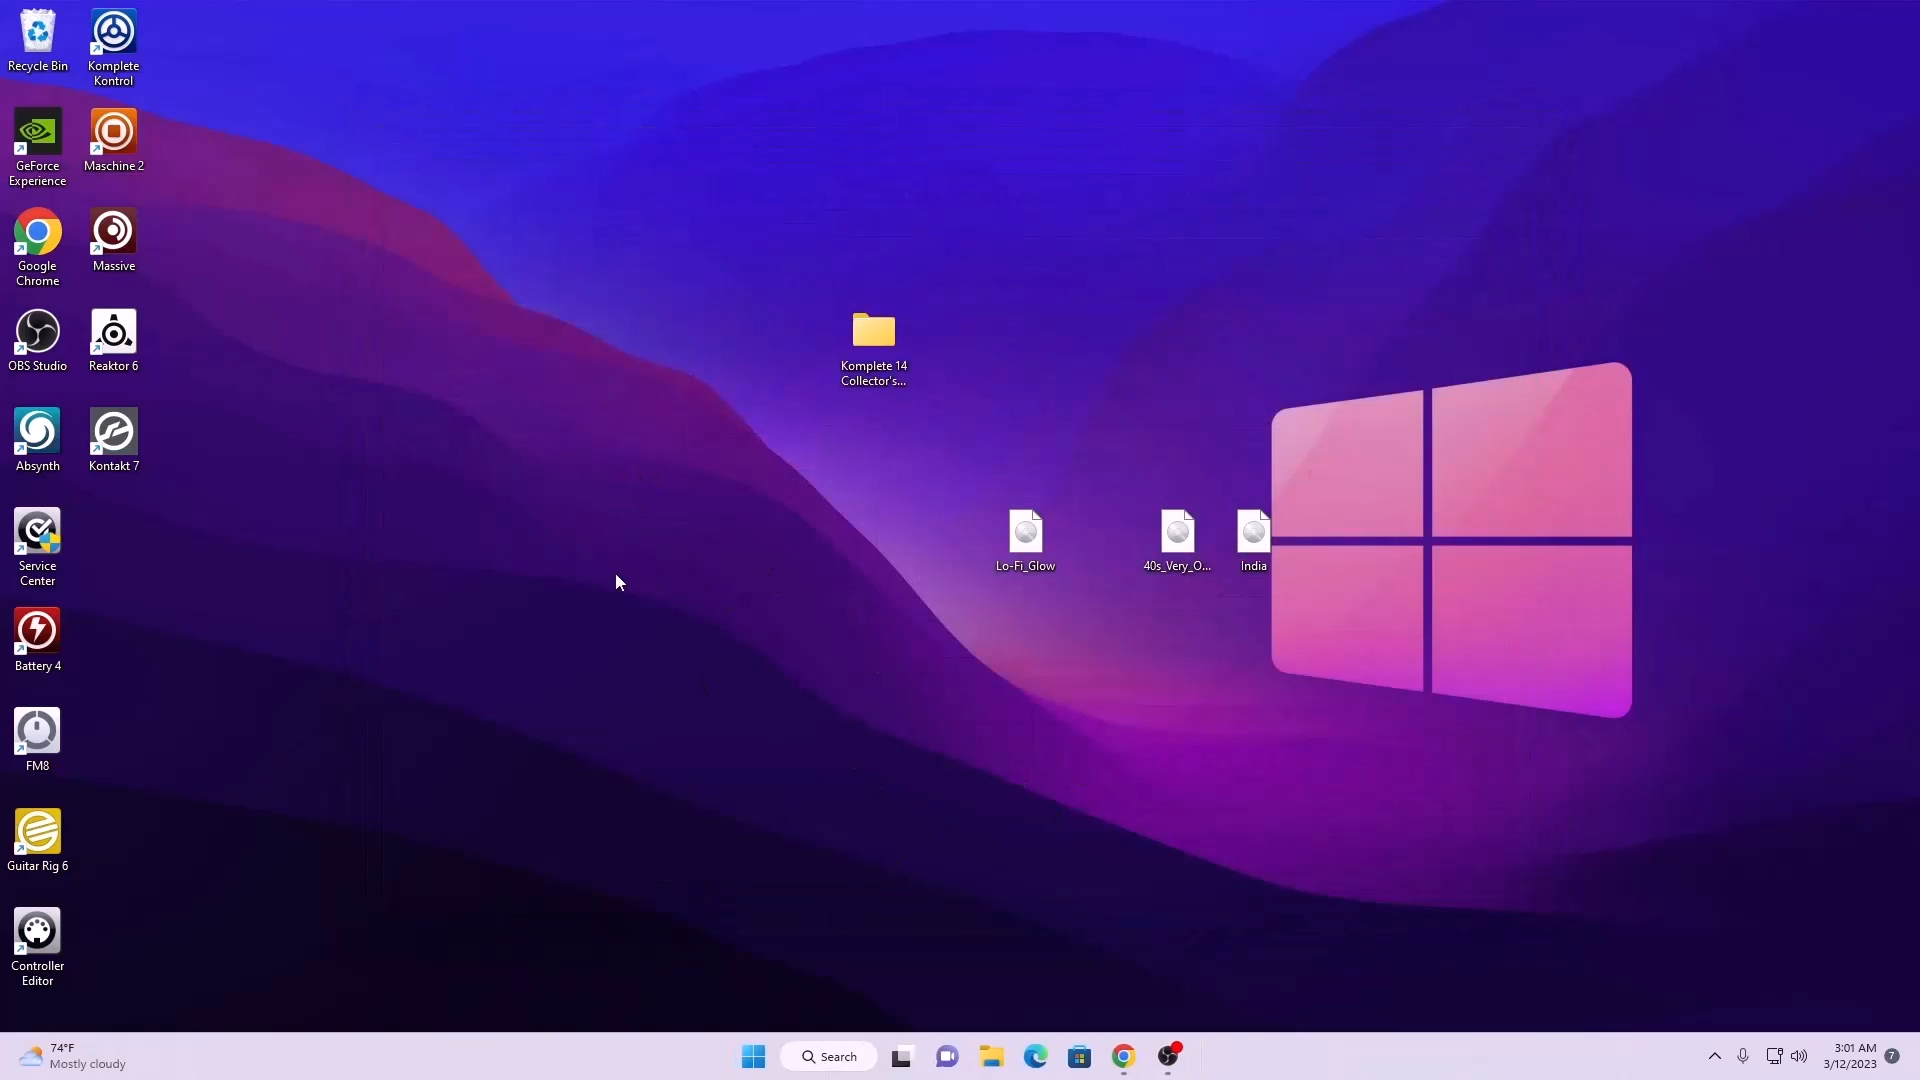 Recycle Bin
Komplete
Kontrol
GeForce
Experience
Maschine 2
Google
Chrome
Massive
OBS Studio
Reaktor 6
Absynth
Kontakt 7
Service
Center
Battery 4
FM8
Guitar Rig 6
Controller
Editor
Komplete 14
Collector's...
Lo-Fi_Glow
40s_Very_O...
India
74°F
Mostly cloudy
Search
3:01 AM
3/12/2023
7